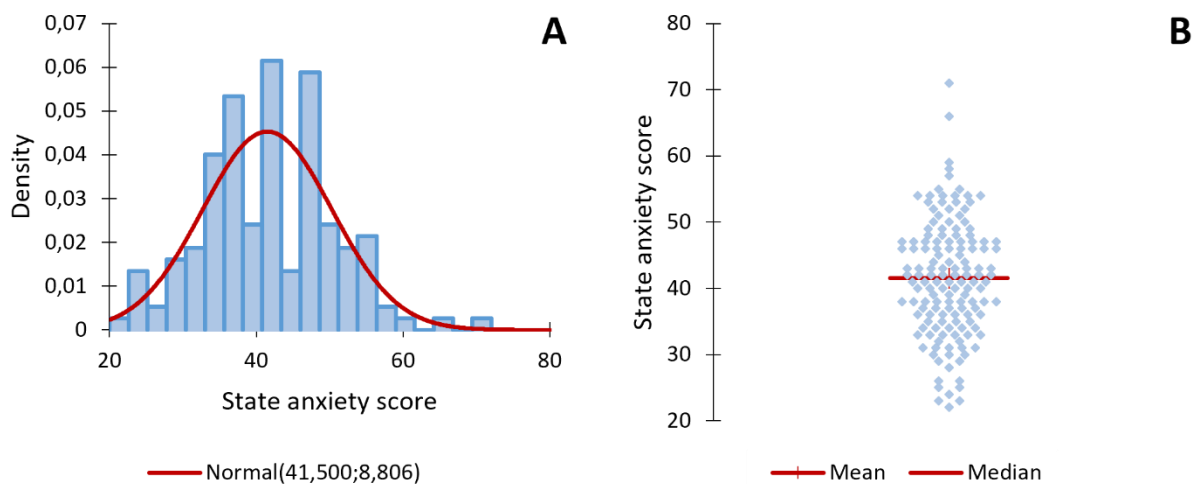 A
0,07
0,06
0,05
0,04
0,03
0,02
0,01
0
Density
20 40 60 80
State anxiety score
Normal(41,500;8,806)
B
80
70
60
50
40
30
20
State anxiety score
Mean Median